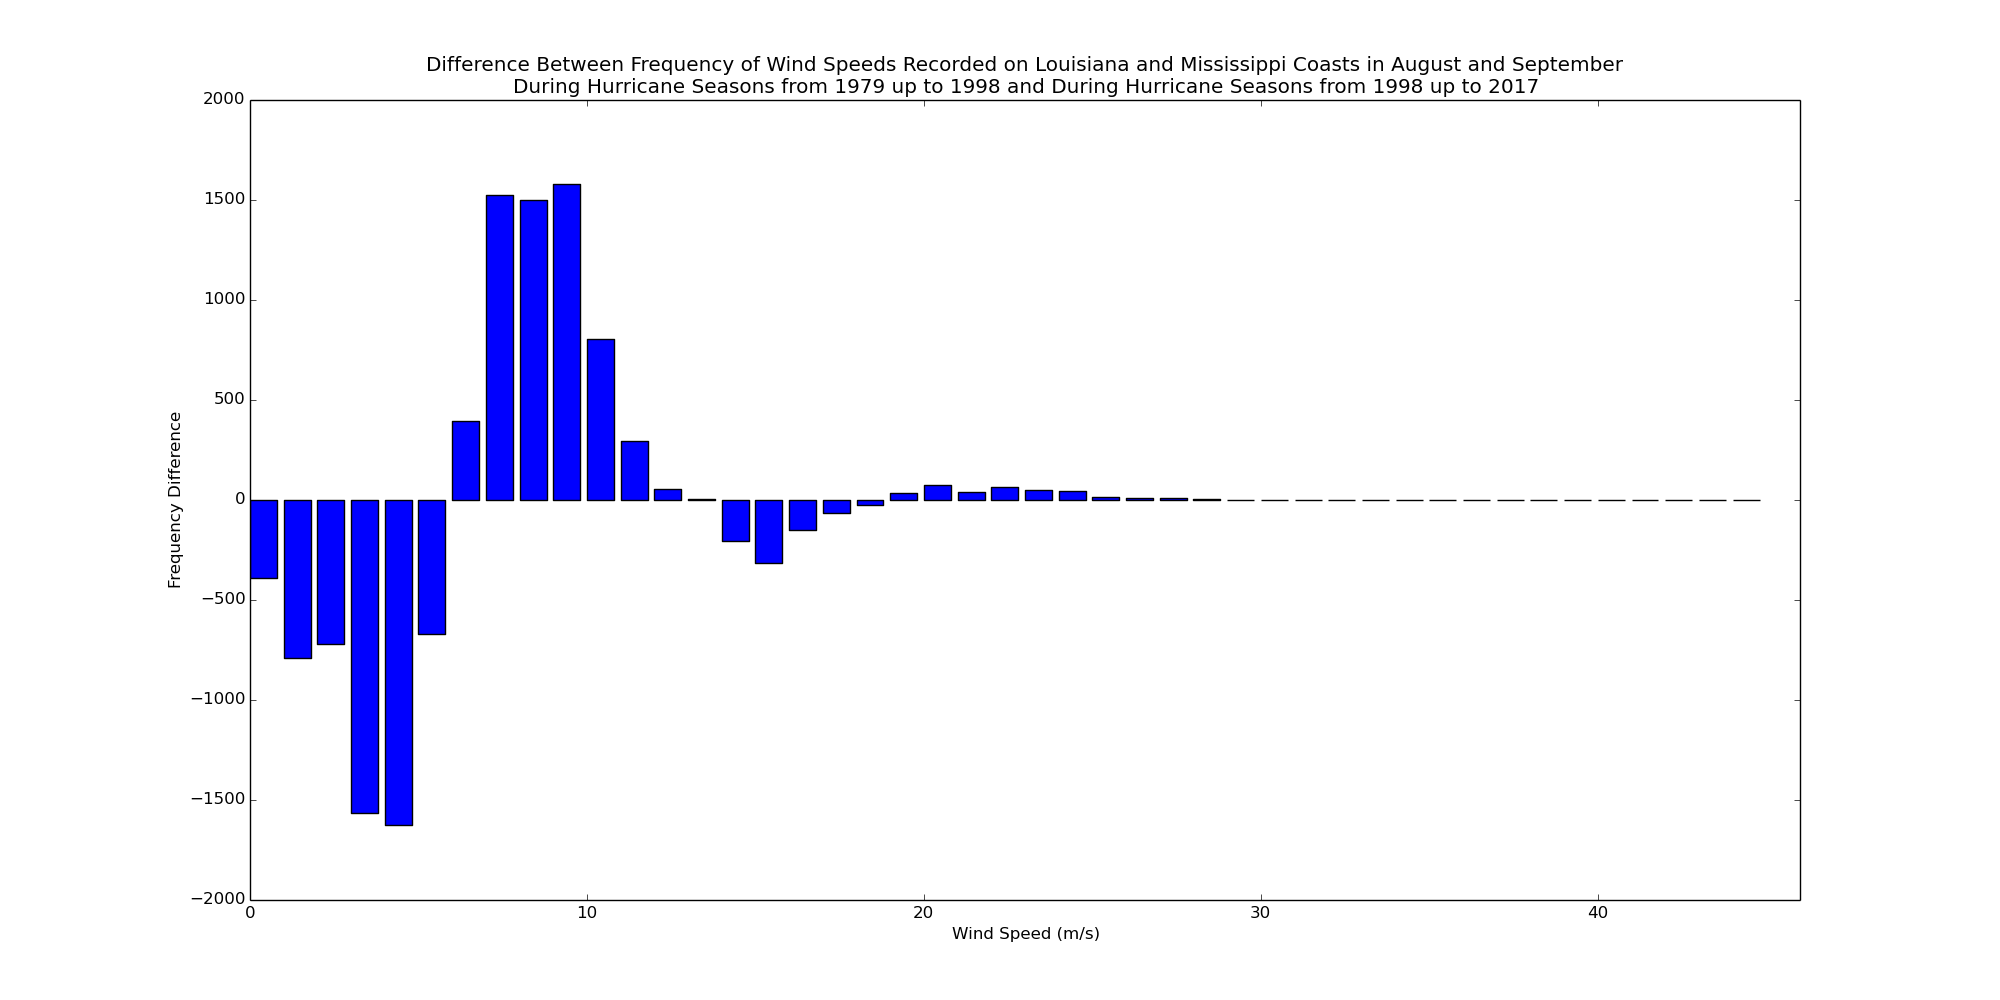 Difference Between Frequency of Wind Speeds Recorded on Louisiana and Mississippi Coasts in August and September
During Hurricane Seasons from 1979 up to 1998 and During Hurricane Seasons from 1998 up to 2017
2000
1500
1000
500
0
−500
−1000
−1500
−2000
Frequency Difference
0 10 20 30 40
Wind Speed (m/s)